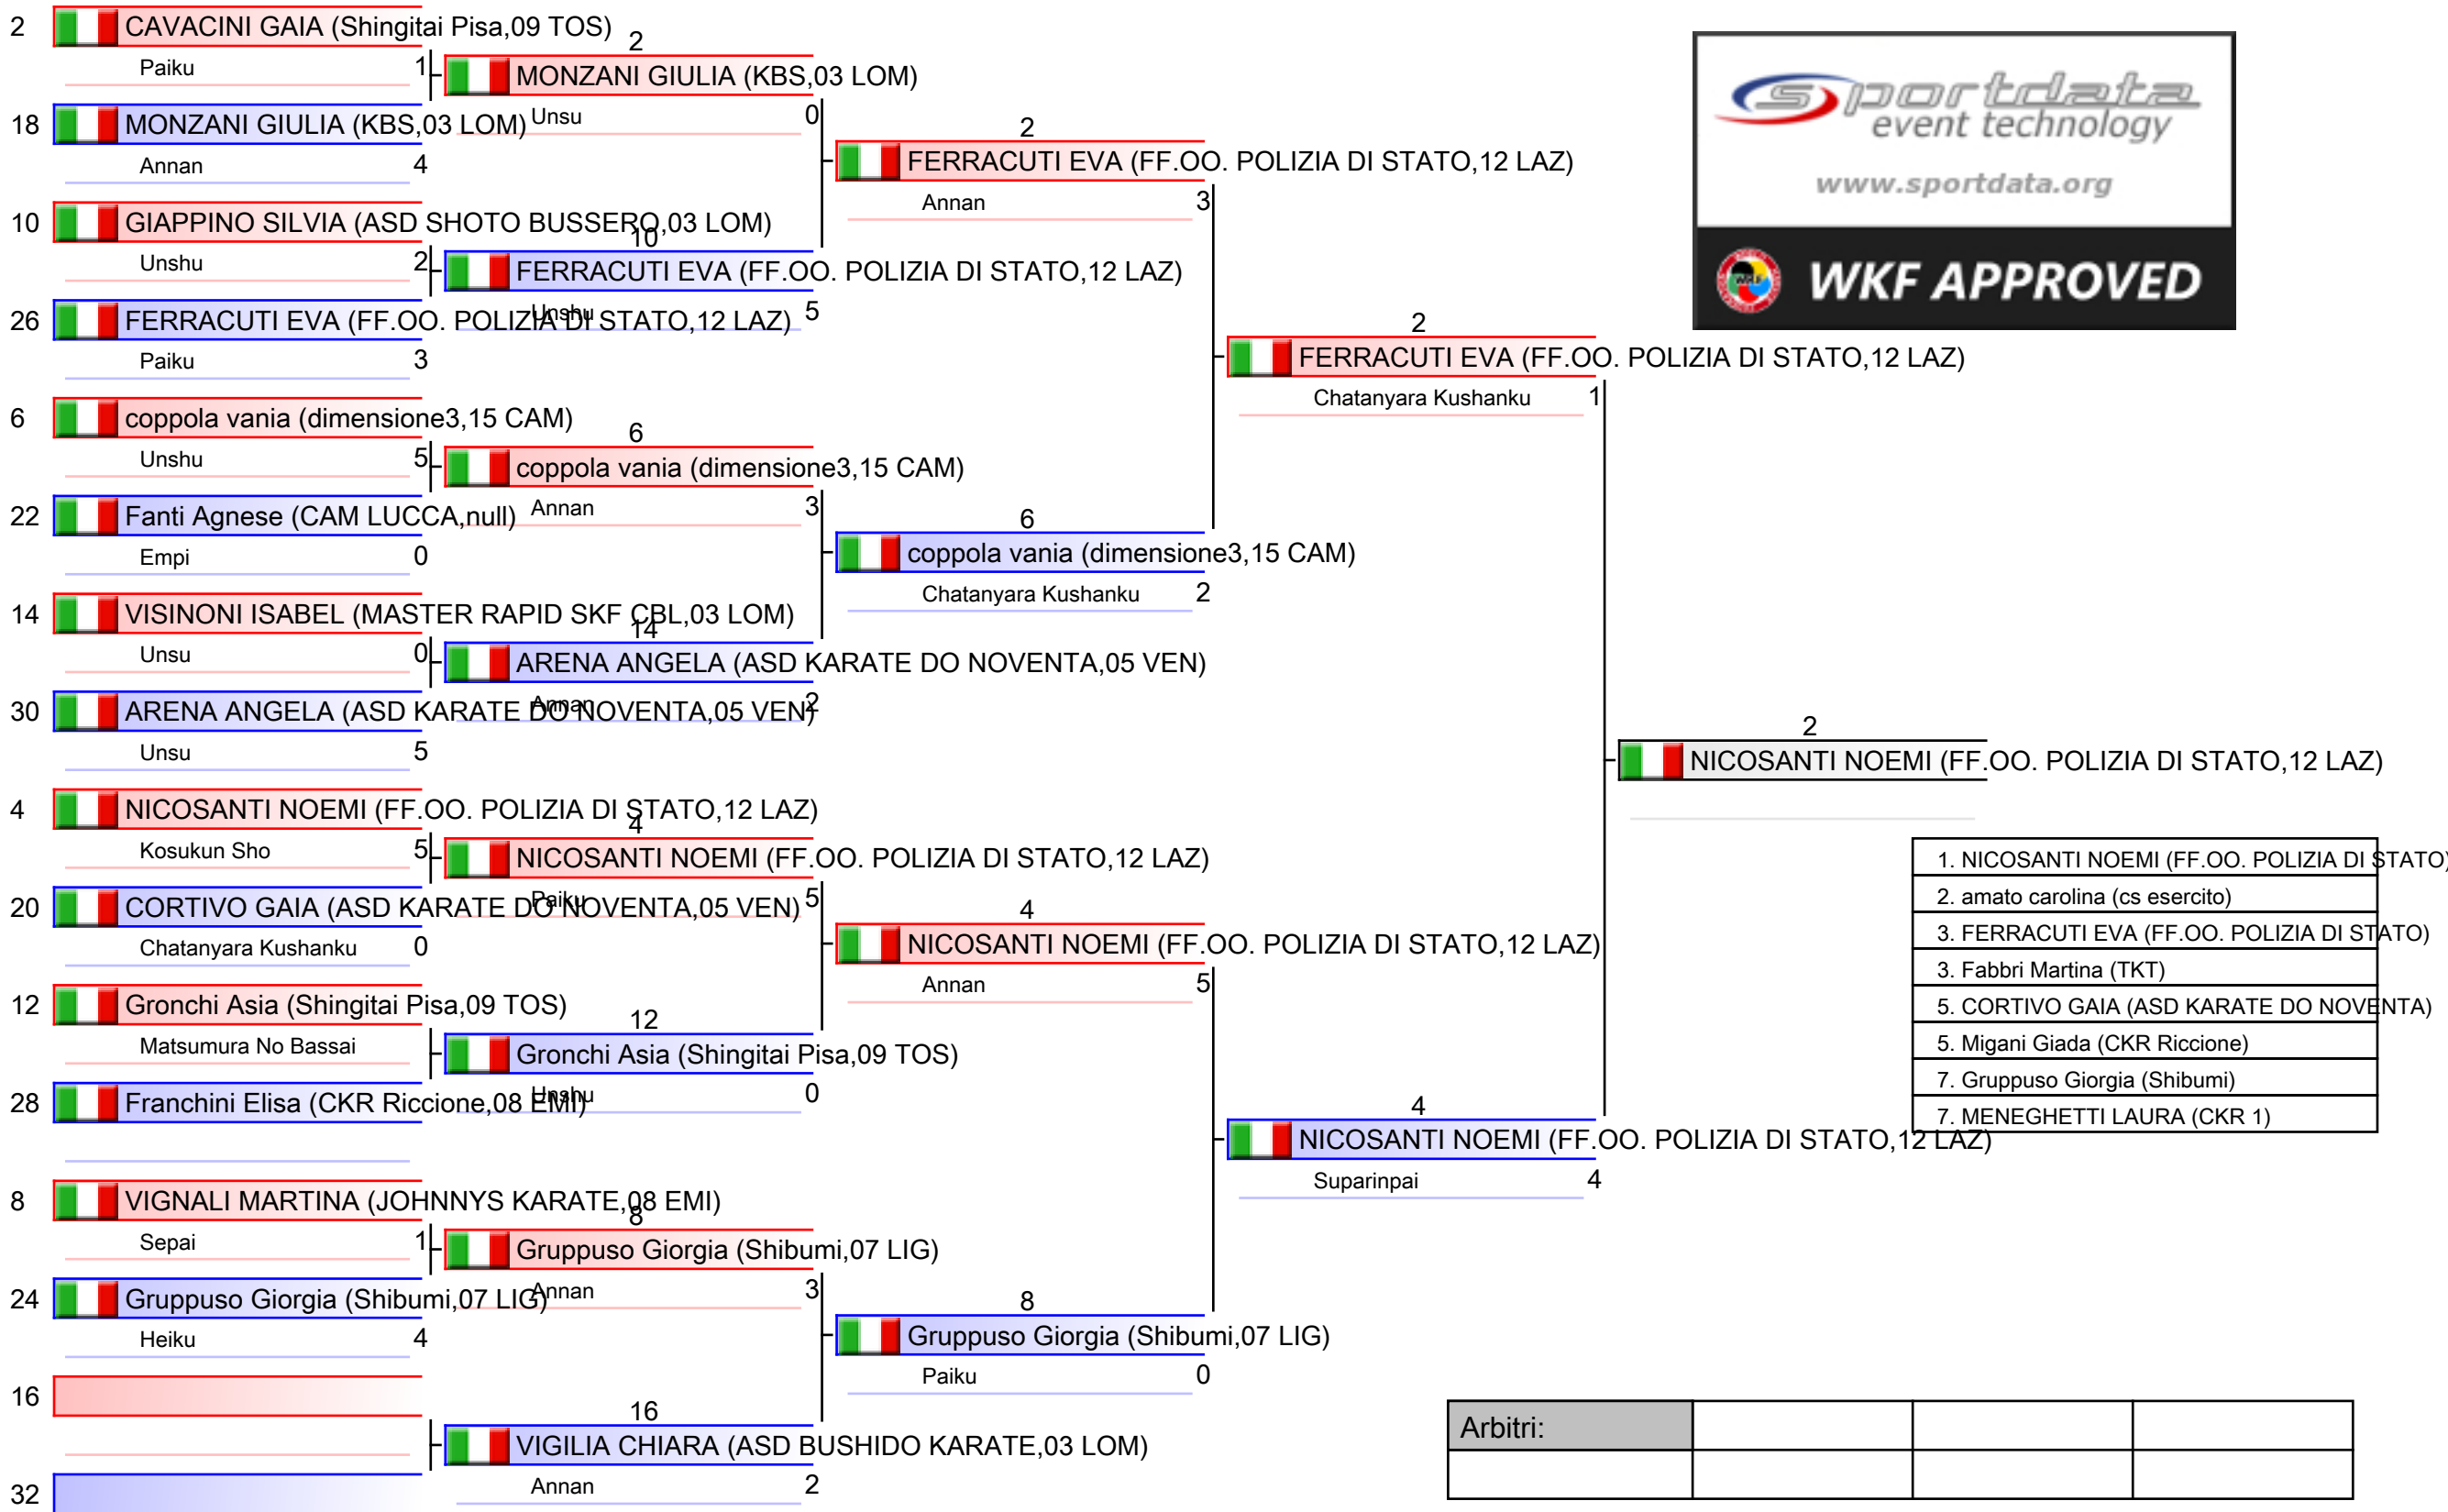 2 CAVACINI GAIA (Shingitai Pisa,09 TOS)
Paiku 1
18 MONZANI GIULIA (KBS,03 LOM)
Annan 4
10 GIAPPINO SILVIA (ASD SHOTO BUSSERO,03 LOM)
Unshu 2
26 FERRACUTI EVA (FF.OO. POLIZIA DI STATO,12 LAZ)
Paiku 3
6 coppola vania (dimensione3,15 CAM)
Unshu 5
22 Fanti Agnese (CAM LUCCA,null)
Empi 0
14 VISINONI ISABEL (MASTER RAPID SKF CBL,03 LOM)
Unsu 0
30 ARENA ANGELA (ASD KARATE DO NOVENTA,05 VEN)
Unsu 5
4 NICOSANTI NOEMI (FF.OO. POLIZIA DI STATO,12 LAZ)
Kosukun Sho 5
20 CORTIVO GAIA (ASD KARATE DO NOVENTA,05 VEN)
Chatanyara Kushanku 0
12 Gronchi Asia (Shingitai Pisa,09 TOS)
Matsumura No Bassai
28 Franchini Elisa (CKR Riccione,08 EMI)
8 VIGNALI MARTINA (JOHNNYS KARATE,08 EMI)
Sepai 1
24 Gruppuso Giorgia (Shibumi,07 LIG)
Heiku 4
16
32
2
MONZANI GIULIA (KBS,03 LOM)
Unsu 0
10
FERRACUTI EVA (FF.OO. POLIZIA DI STATO,12 LAZ)
Unshu 5
6
coppola vania (dimensione3,15 CAM)
Annan 3
14
ARENA ANGELA (ASD KARATE DO NOVENTA,05 VEN)
Annan 2
4
NICOSANTI NOEMI (FF.OO. POLIZIA DI STATO,12 LAZ)
Paiku 5
12
Gronchi Asia (Shingitai Pisa,09 TOS)
Unshu 0
8
Gruppuso Giorgia (Shibumi,07 LIG)
Annan 3
16
VIGILIA CHIARA (ASD BUSHIDO KARATE,03 LOM)
Annan 2
2
FERRACUTI EVA (FF.OO. POLIZIA DI STATO,12 LAZ)
Annan 3
6
coppola vania (dimensione3,15 CAM)
Chatanyara Kushanku 2
4
NICOSANTI NOEMI (FF.OO. POLIZIA DI STATO,12 LAZ)
Annan 5
8
Gruppuso Giorgia (Shibumi,07 LIG)
Paiku 0
2
FERRACUTI EVA (FF.OO. POLIZIA DI STATO,12 LAZ)
Chatanyara Kushanku 1
4
NICOSANTI NOEMI (FF.OO. POLIZIA DI STATO,12 LAZ)
Suparinpai 4
2
NICOSANTI NOEMI (FF.OO. POLIZIA DI STATO,12 LAZ)
sportdata
event technology
www.sportdata.org
WKF
WKF APPROVED
1. NICOSANTI NOEMI (FF.OO. POLIZIA DI STATO)
2. amato carolina (cs esercito)
3. FERRACUTI EVA (FF.OO. POLIZIA DI STATO)
3. Fabbri Martina (TKT)
5. CORTIVO GAIA (ASD KARATE DO NOVENTA)
5. Migani Giada (CKR Riccione)
7. Gruppuso Giorgia (Shibumi)
7. MENEGHETTI LAURA (CKR 1)
Arbitri: